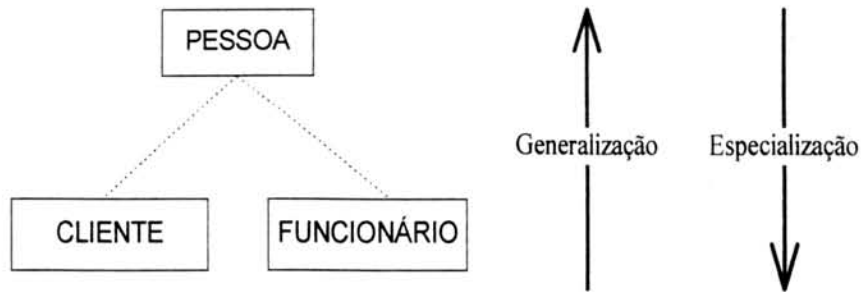 PESSOA
Generalização
Especialização
CLIENTE
FUNCIONÁRIO